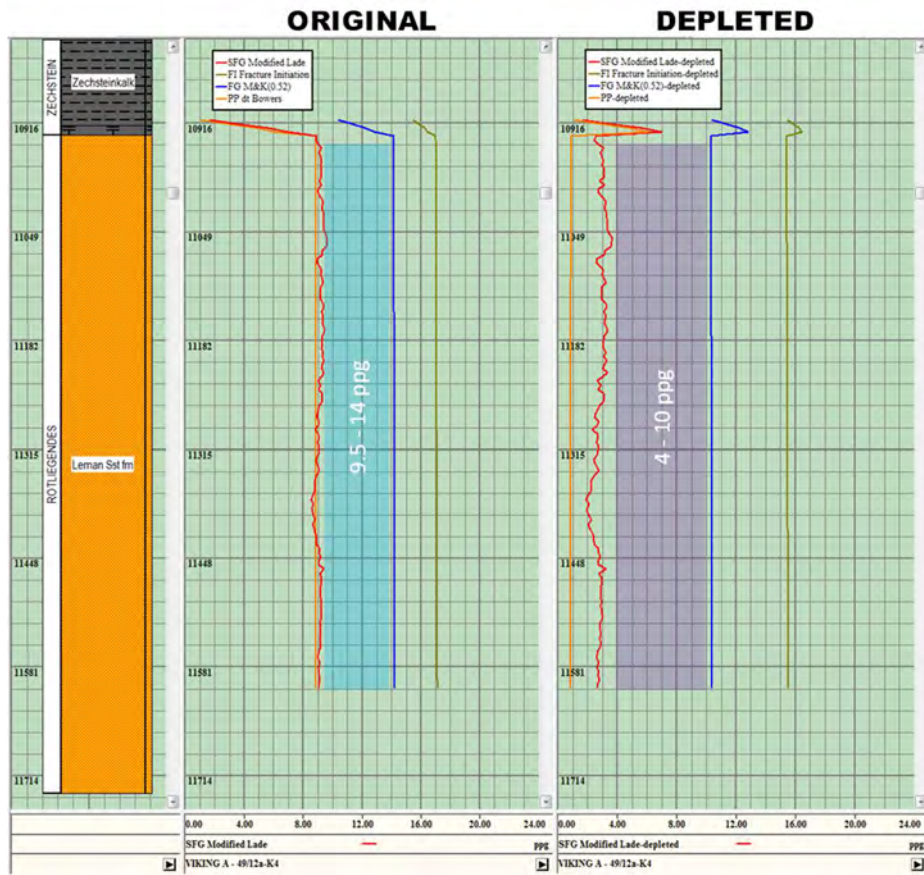 ORIGINAL
DEPLETED
ZECHSTEIN
Zechsteinkalk
ROTLIEGENDES
Leman Sst fm
SFG Modified Lade
FI Fracture Initiation
FG M&K(0.52)
PP dt Bowers
10916
11049
11182
11315
11448
11581
11714
9.5 - 14 ppg
SFG Modified Lade-depleted
FI Fracture Initiation-depleted
FG M&K(0.52)-depleted
PP-depleted
10916
11049
11182
11315
11448
11581
11714
4 - 10 ppg
10916
11049
11182
11315
11448
11581
11714
0.00 4.00 8.00 12.00 16.00 20.00 24.00
0.00 4.00 8.00 12.00 16.00 20.00 24.00
SFG Modified Lade PPG
SFG Modified Lade-depleted PPG
VIKING A - 49/12a-K4
VIKING A - 49/12a-K4